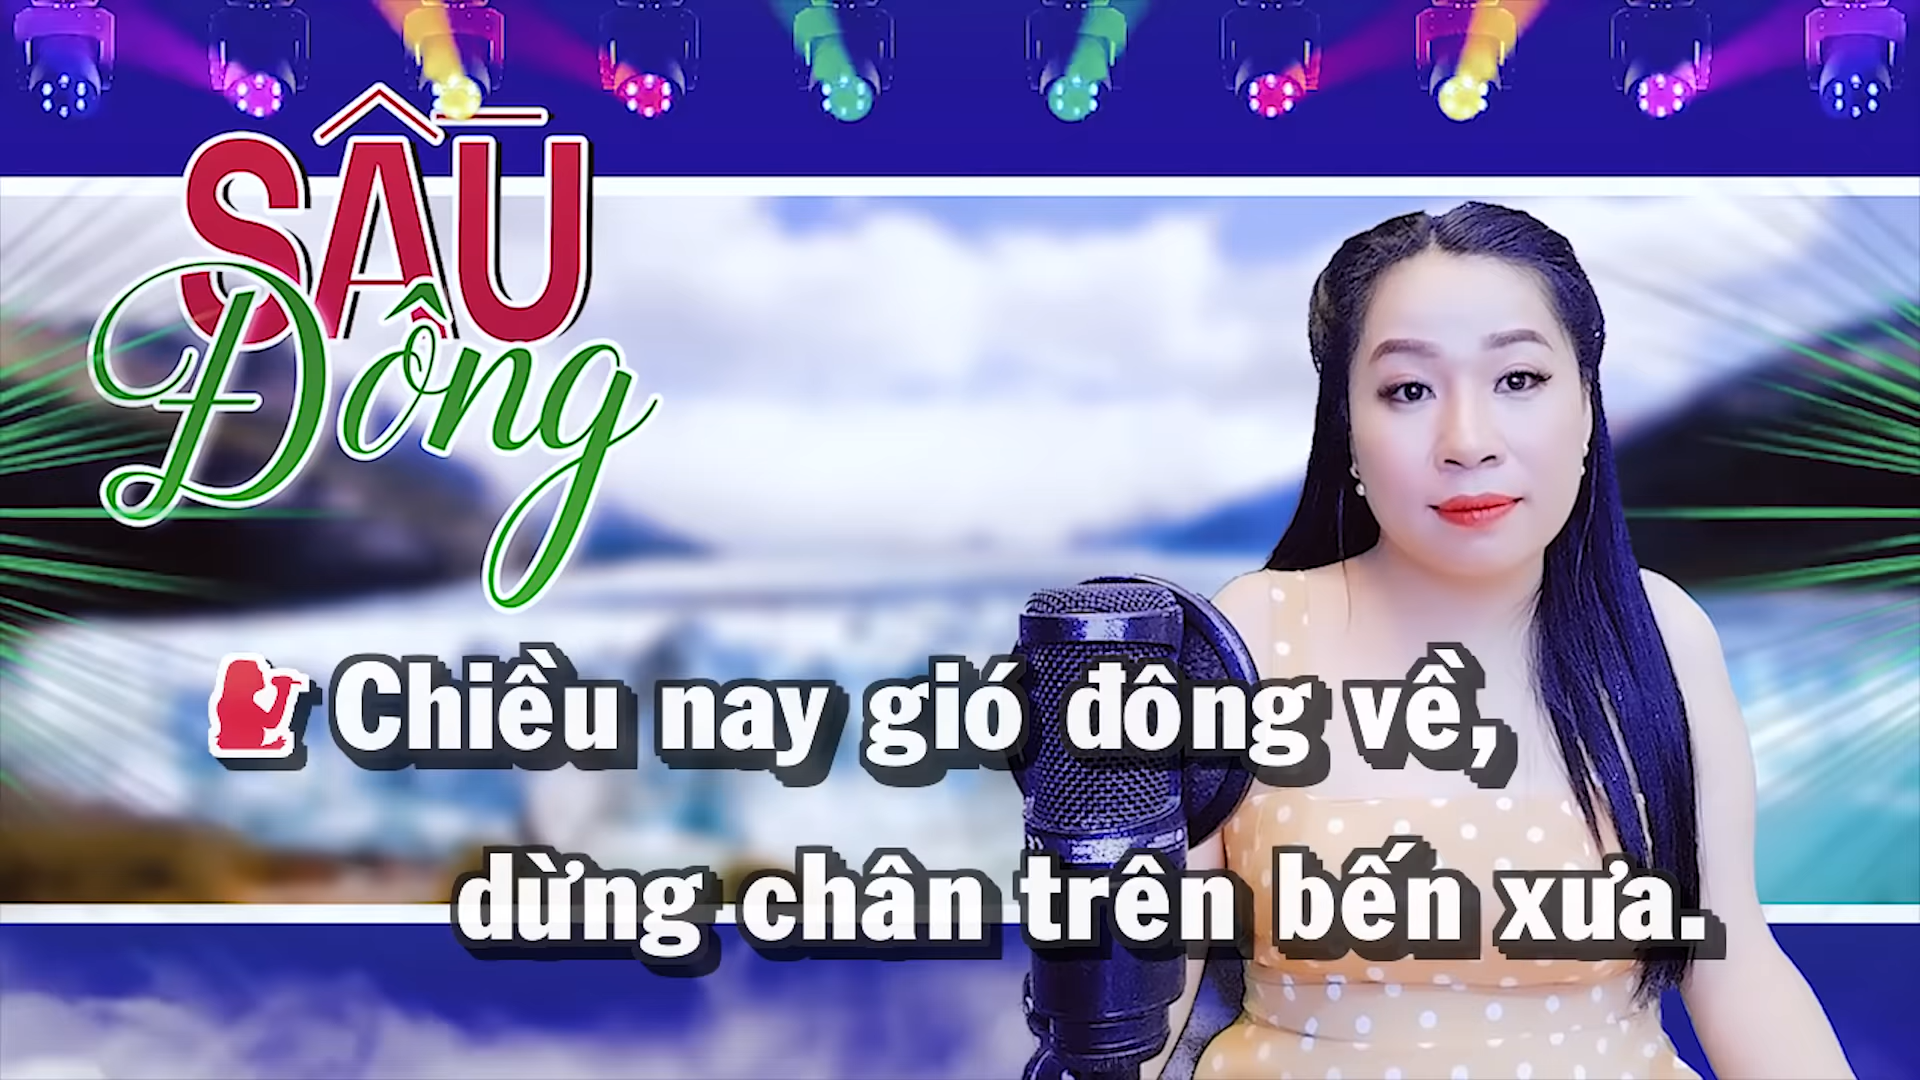 SẦU
Đông
Chiều nay gió đông về,
dừng chân trên bến xưa.